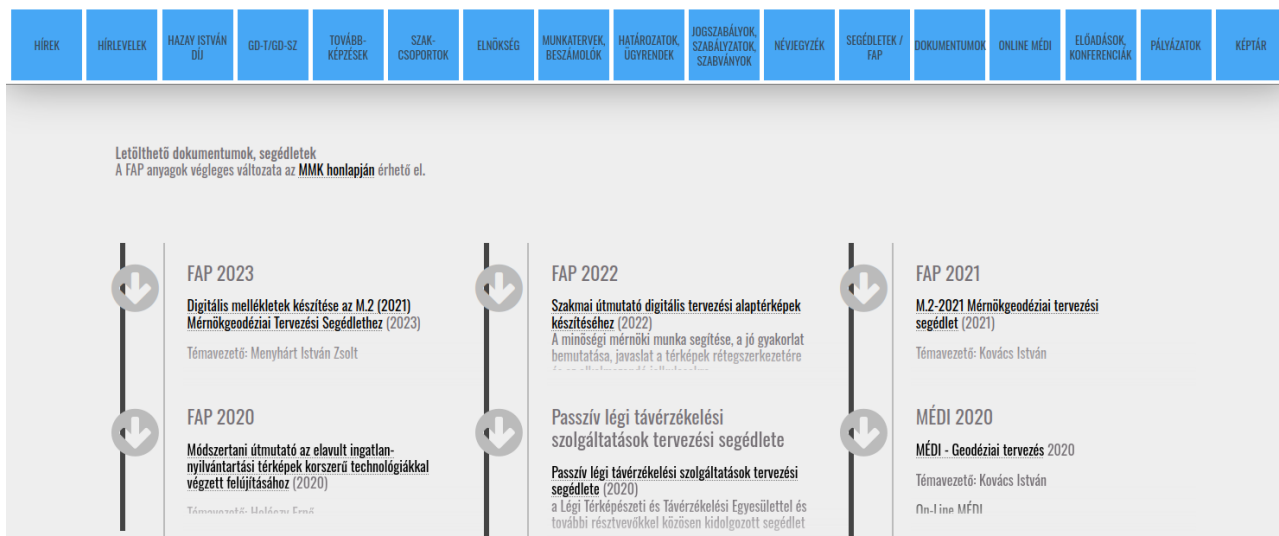 HÍREK
HÍRLEVELEK
HAZAY ISTVÁN
DÍJ
GD-T/GD-SZ
TOVÁBB-
KÉPZÉSEK
SZAK-
CSOPORTOK
ELNÖKSÉG
MUNKATERVEK,
BESZÁMOLÓK
HATÁROZATOK,
ÜGYRENDEK
JOGSZABÁLYOK,
SZABÁLYZATOK,
SZABVÁNYOK
NÉVJEGYZÉK
SEGÉDLETEK /
FAP
DOKUMENTUMOK
ONLINE MÉDI
ELŐADÁSOK,
KONFERENCIÁK
PÁLYÁZATOK
KÉPTÁR
Letölthető dokumentumok, segédletek
A FAP anyagok végleges változata az MMK honlapján érhető el.
FAP 2023
Digitális mellékletek készítése az M.2 (2021)
Mérnökgeodéziai Tervezési Segédlethez (2023)
Témavezető: Menyhárt István Zsolt
FAP 2022
Szakmai útmutató digitális tervezési alaptérképek
készítéséhez (2022)
A minőségi mérnöki munka segítése, a jó gyakorlat
bemutatása, javaslat a térképek rétegszerkezetére
FAP 2021
M.2-2021 Mérnökgeodéziai tervezési
segédlet (2021)
Témavezető: Kovács István
FAP 2020
Módszertani útmutató az elavult ingatlan-
nyilvántartási térképek korszerű technológiákkal
végzett felújításához (2020)
Témavezető: Holéczy Ernő
Passzív légi távérzékelési
szolgáltatások tervezési segédlete
Passzív légi távérzékelési szolgáltatások tervezési
segédlete (2020)
a Légi Térképészeti és Távérzékelési Egyesülettel és
további résztvevőkkel közösen kidolgozott segédlet
MÉDI 2020
MÉDI - Geodéziai tervezés 2020
Témavezető: Kovács István
On-Line MÉDI